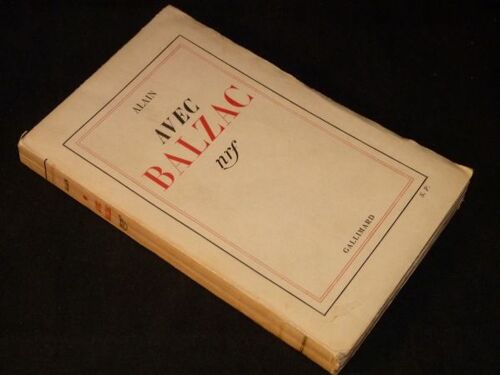 ALAIN
AVEC
BALZAC
nrf
GALLIMARD
S. P.